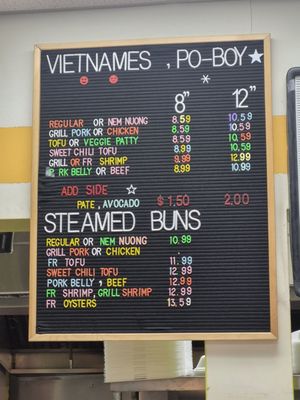 VIETNAMES , PO-BOY
8" 12"
REGULAR OR NEM NUONG 8.59 10.59
GRILL PORK OR CHICKEN 8.59 10.59
TOFU OR VEGGIE PATTY 8.59 10.59
SWEET CHILI TOFU 8.99 10.59
GRILL OR FR SHRIMP 9.99 12.99
P RK BELLY OR BEEF 8.99 10.99
ADD SIDE $1.50 2.00
PATE, AVOCADO
STEAMED BUNS
REGULAR OR NEM NUONG 10.99
GRILL PORK OR CHICKEN
FR TOFU 11.99
SWEET CHILI TOFU 12.99
PORK BELLY, BEEF 12.99
FR SHRIMP, GRILL SHRIMP 12.99
FR OYSTERS 13.59